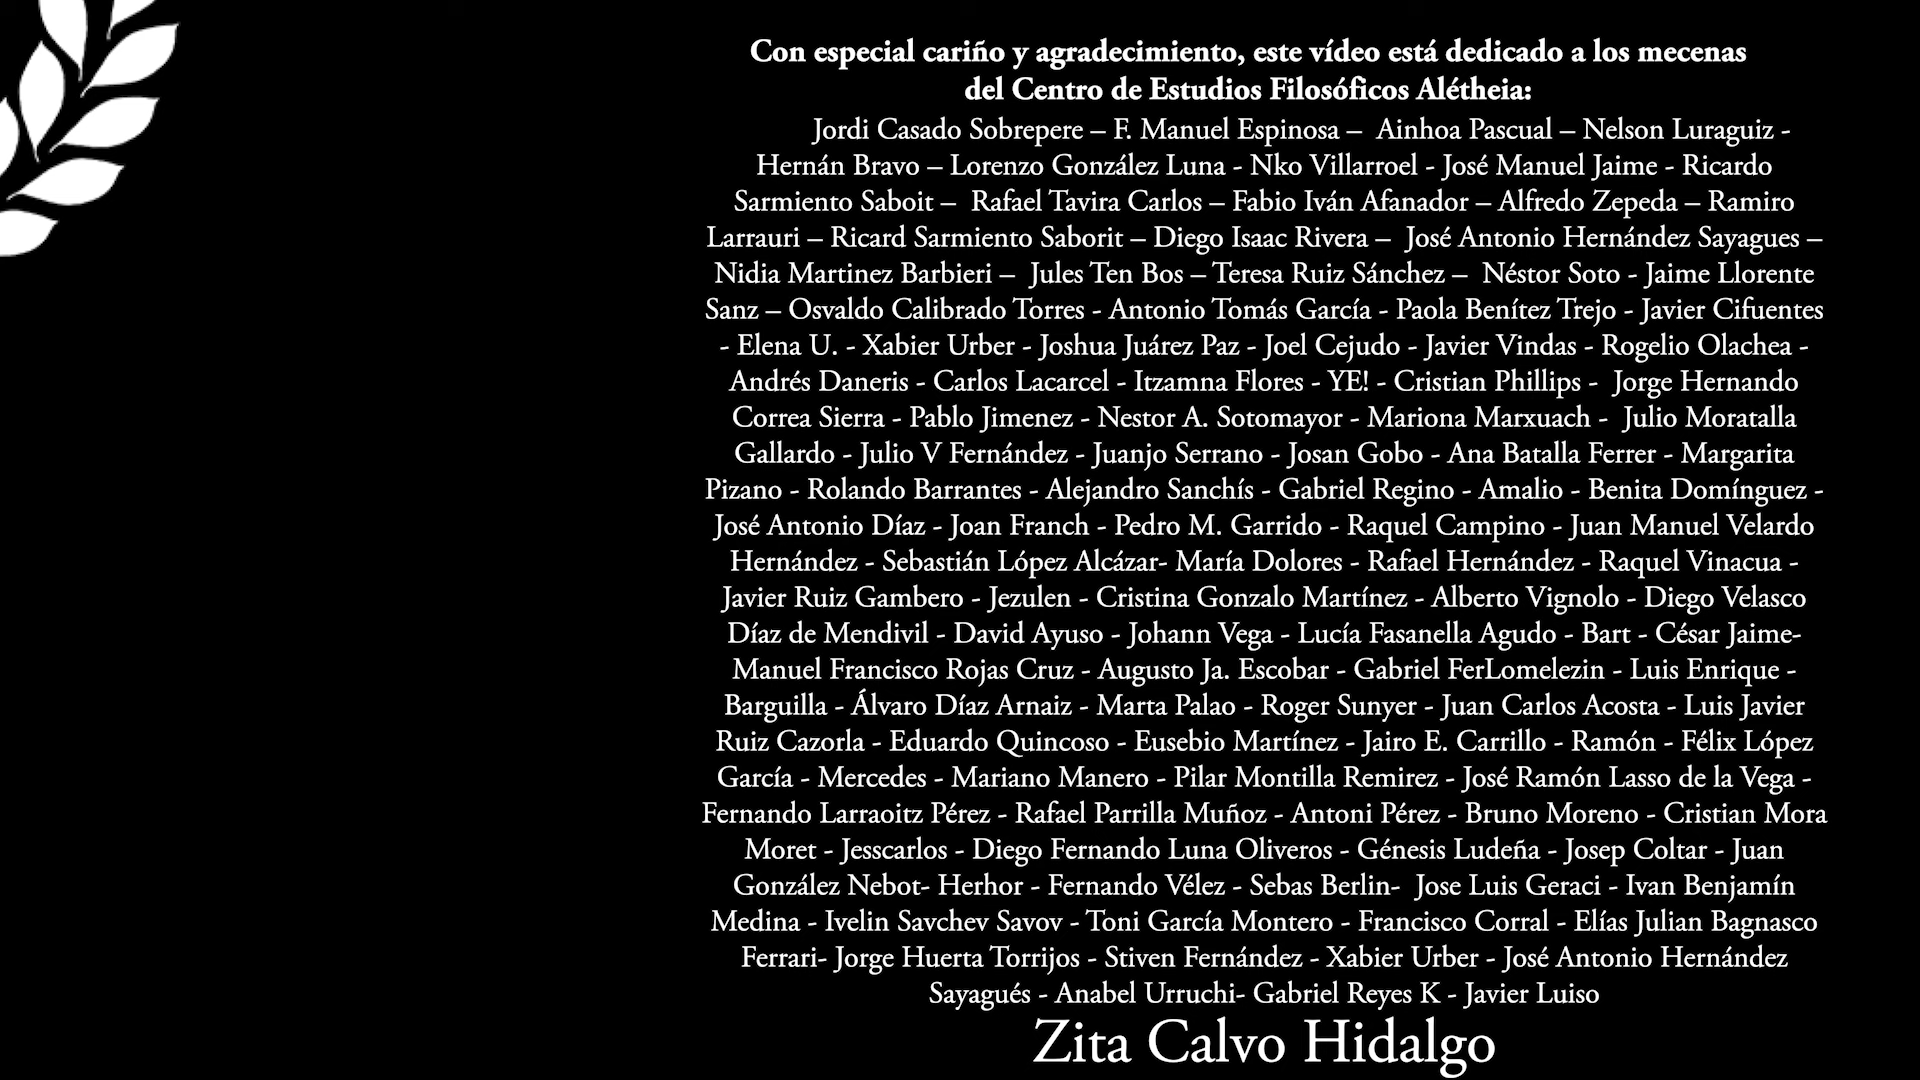 Con especial cariño y agradecimiento, este vídeo está dedicado a los mecenas
del Centro de Estudios Filosóficos Alétheia:
Jordi Casado Sobrepere – F. Manuel Espinosa –  Ainhoa Pascual – Nelson Luraguiz -
Hernán Bravo – Lorenzo González Luna - Nko Villarroel - José Manuel Jaime - Ricardo
Sarmiento Saboit –  Rafael Tavira Carlos – Fabio Iván Afanador – Alfredo Zepeda – Ramiro
Larrauri – Ricard Sarmiento Saborit – Diego Isaac Rivera –  José Antonio Hernández Sayagues –
Nidia Martinez Barbieri –  Jules Ten Bos – Teresa Ruiz Sánchez –  Néstor Soto - Jaime Llorente
Sanz – Osvaldo Calibrado Torres - Antonio Tomás García - Paola Benítez Trejo - Javier Cifuentes
- Elena U. - Xabier Urber - Joshua Juárez Paz - Joel Cejudo - Javier Vindas - Rogelio Olachea -
Andrés Daneris - Carlos Lacarcel - Itzamna Flores - YE! - Cristian Phillips -  Jorge Hernando
Correa Sierra - Pablo Jimenez - Nestor A. Sotomayor - Mariona Marxuach -  Julio Moratalla
Gallardo - Julio V Fernández - Juanjo Serrano - Josan Gobo - Ana Batalla Ferrer - Margarita
Pizano - Rolando Barrantes - Alejandro Sanchís - Gabriel Regino - Amalio - Benita Domínguez -
José Antonio Díaz - Joan Franch - Pedro M. Garrido - Raquel Campino - Juan Manuel Velardo
Hernández - Sebastián López Alcázar- María Dolores - Rafael Hernández - Raquel Vinacua -
Javier Ruiz Gambero - Jezulen - Cristina Gonzalo Martínez - Alberto Vignolo - Diego Velasco
Díaz de Mendivil - David Ayuso - Johann Vega - Lucía Fasanella Agudo - Bart - César Jaime-
Manuel Francisco Rojas Cruz - Augusto Ja. Escobar - Gabriel FerLomelezin - Luis Enrique -
Barguilla - Álvaro Díaz Arnaiz - Marta Palao - Roger Sunyer - Juan Carlos Acosta - Luis Javier
Ruiz Cazorla - Eduardo Quincoso - Eusebio Martínez - Jairo E. Carrillo - Ramón - Félix López
García - Mercedes - Mariano Manero - Pilar Montilla Remirez - José Ramón Lasso de la Vega -
Fernando Larraoitz Pérez - Rafael Parrilla Muñoz - Antoni Pérez - Bruno Moreno - Cristian Mora
Moret - Jesscarlos - Diego Fernando Luna Oliveros - Génesis Ludeña - Josep Coltar - Juan
González Nebot- Herhor - Fernando Vélez - Sebas Berlin-  Jose Luis Geraci - Ivan Benjamín
Medina - Ivelin Savchev Savov - Toni García Montero - Francisco Corral - Elías Julian Bagnasco
Ferrari- Jorge Huerta Torrijos - Stiven Fernández - Xabier Urber - José Antonio Hernández
Sayagués - Anabel Urruchi- Gabriel Reyes K - Javier Luiso
Zita Calvo Hidalgo